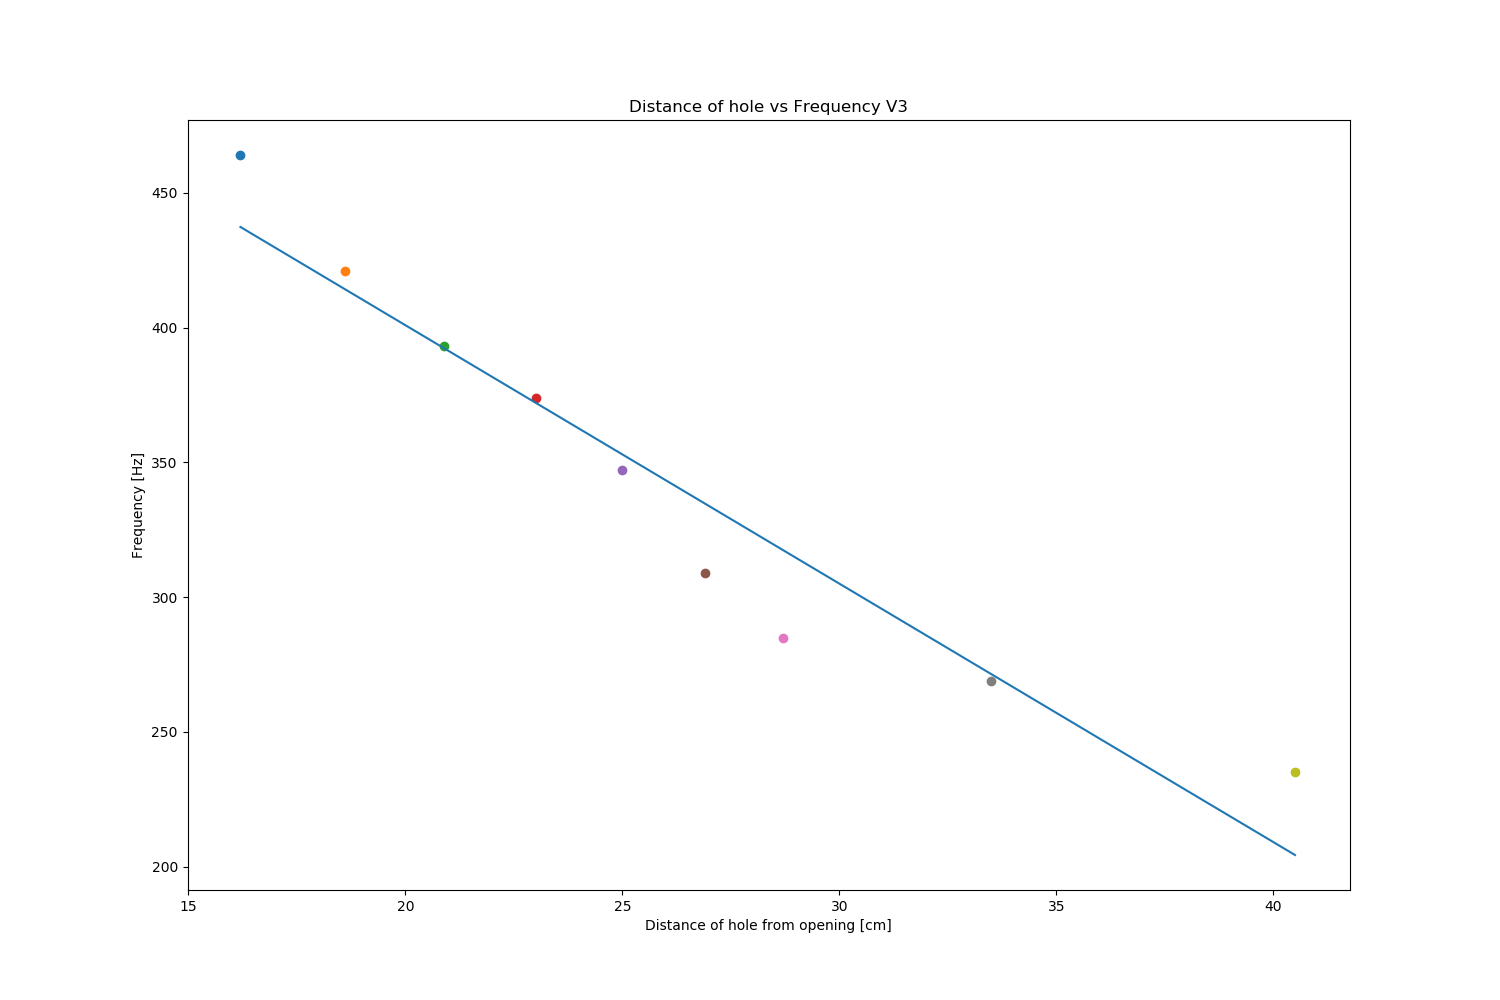 Distance of hole vs Frequency V3
Frequency [Hz]
450
400
350
300
250
200
15 20 25 30 35 40
Distance of hole from opening [cm]